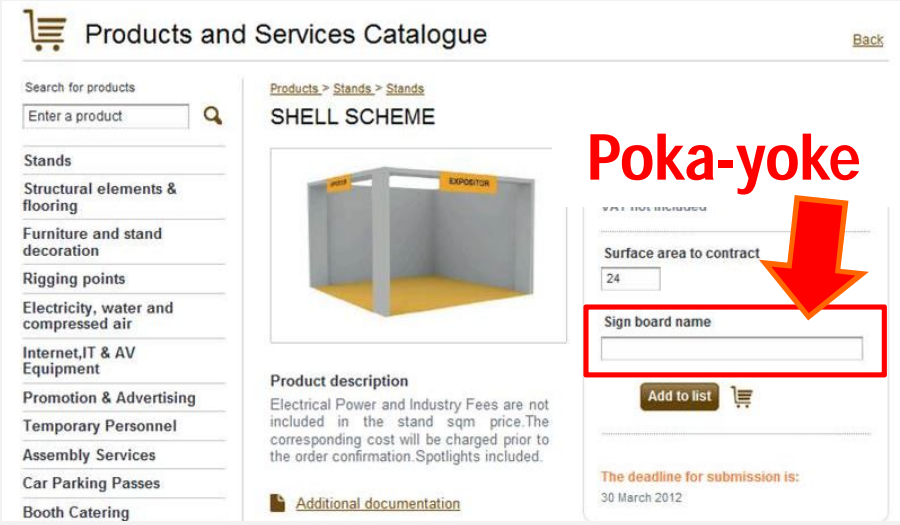 Products and Services Catalogue
Back
Search for products
Enter a product
Stands
Structural elements &
flooring
Furniture and stand
decoration
Rigging points
Electricity, water and
compressed air
Internet,IT & AV
Equipment
Promotion & Advertising
Temporary Personnel
Assembly Services
Car Parking Passes
Booth Catering
Products > Stands > Stands
SHELL SCHEME
EXPOSITOR
Product description
Electrical Power and Industry Fees are not
included in the stand sqm price.The
corresponding cost will be charged prior to
the order confirmation.Spotlights included.
Additional documentation
Poka-yoke
VAT not included
Surface area to contract
24
Sign board name
Add to list
The deadline for submission is:
30 March 2012